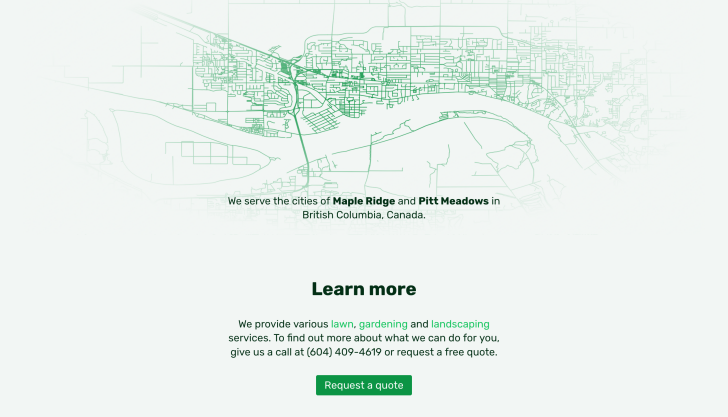 We serve the cities of Maple Ridge and Pitt Meadows in
British Columbia, Canada.
Learn more
We provide various lawn, gardening and landscaping
services. To find out more about what we can do for you,
give us a call at (604) 409-4619 or request a free quote.
Request a quote